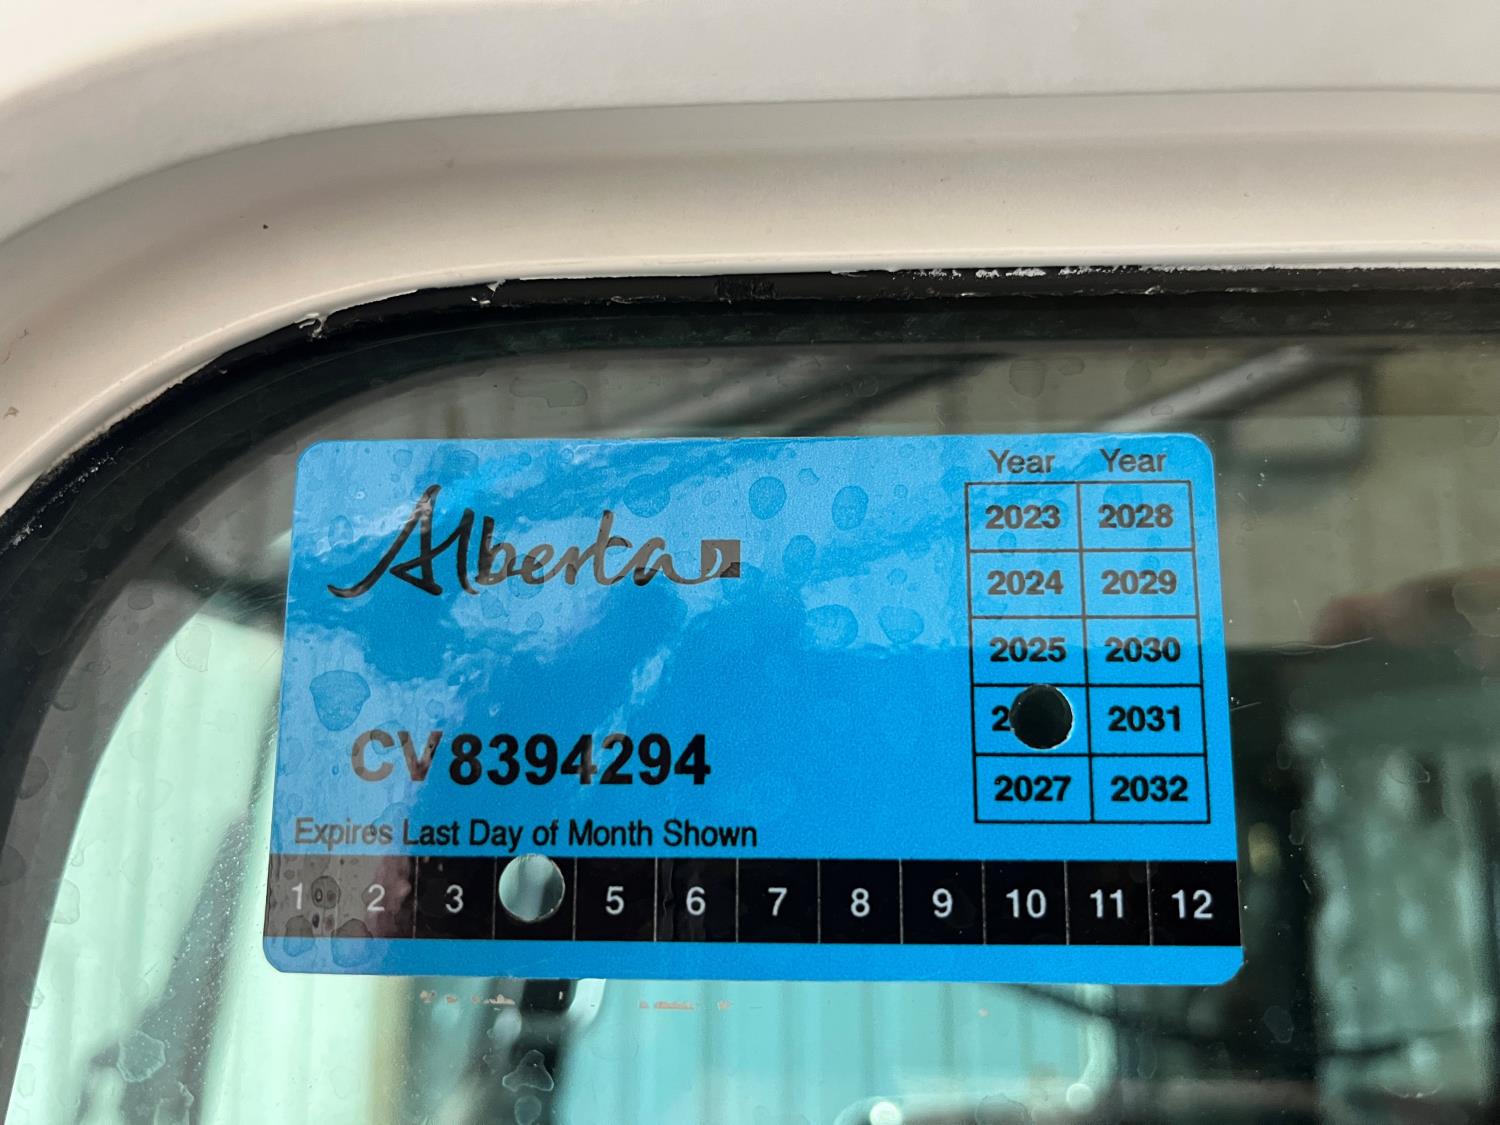 Alberta
Year Year
2023 2028
2024 2029
2025 2030
2031
2027 2032
CV8394294
Expires Last Day of Month Shown
1 2 3 5 6 7 8 9 10 11 12